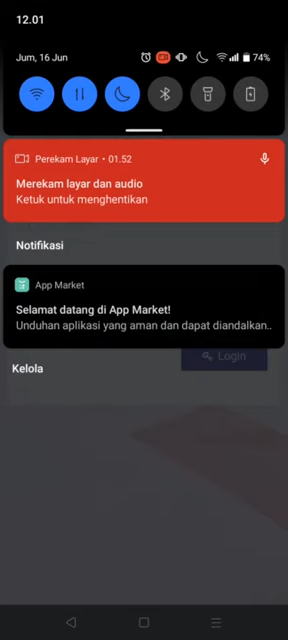 12.01
Jum, 16 Jun
74%
Perekam Layar • 01.52
Merekam layar dan audio
Ketuk untuk menghentikan
Notifikasi
App Market
Selamat datang di App Market!
Unduhan aplikasi yang aman dan dapat diandalkan..
Login
Kelola